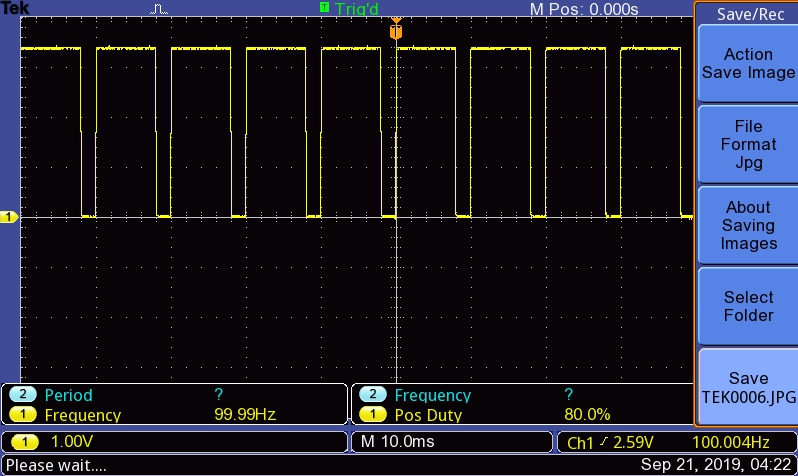 Tek
T Trig'd
M Pos: 0.000s
Save/Rec
T
Action
Save Image
File
Format
Jpg
1
About
Saving
Images
Select
Folder
2 Period ?
1 Frequency 99.99Hz
2 Frequency ?
1 Pos Duty 80.0%
Save
TEK0006.JPG
1 1.00V
M 10.0ms
Ch1 2.59V 100.004Hz
Please wait....
Sep 21, 2019, 04:22